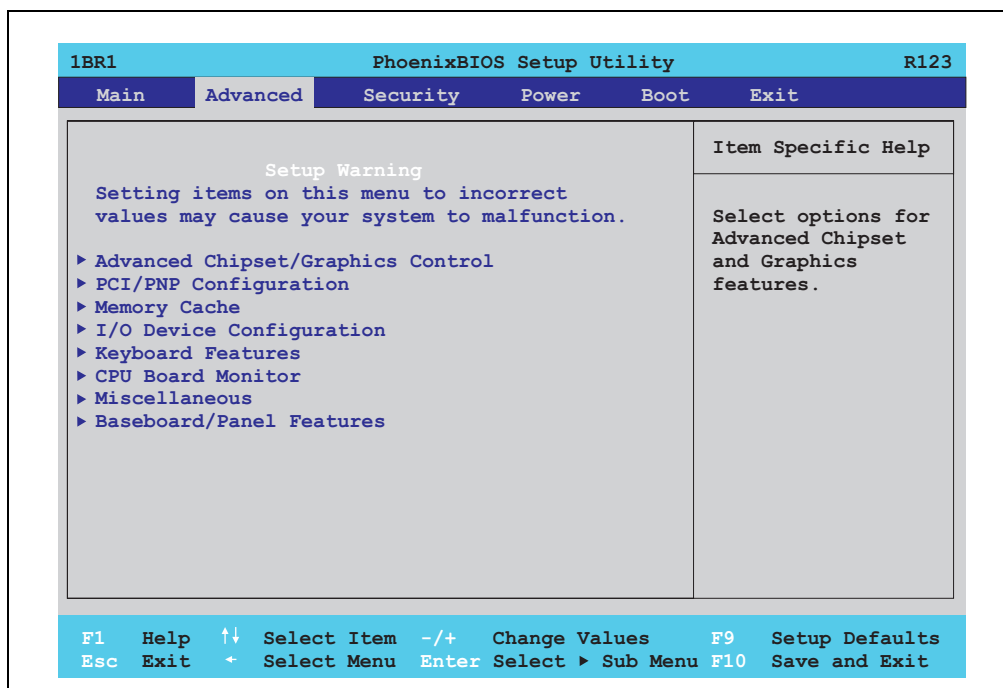 1BR1 PhoenixBIOS Setup Utility R123
Main Advanced Security Power Boot Exit
Setup Warning
Setting items on this menu to incorrect
values may cause your system to malfunction.
▶ Advanced Chipset/Graphics Control
▶ PCI/PNP Configuration
▶ Memory Cache
▶ I/O Device Configuration
▶ Keyboard Features
▶ CPU Board Monitor
▶ Miscellaneous
▶ Baseboard/Panel Features
Item Specific Help
Select options for
Advanced Chipset
and Graphics
features.
F1 Help ↑↓ Select Item -/+ Change Values F9 Setup Defaults
Esc Exit ← Select Menu Enter Select ▶ Sub Menu F10 Save and Exit